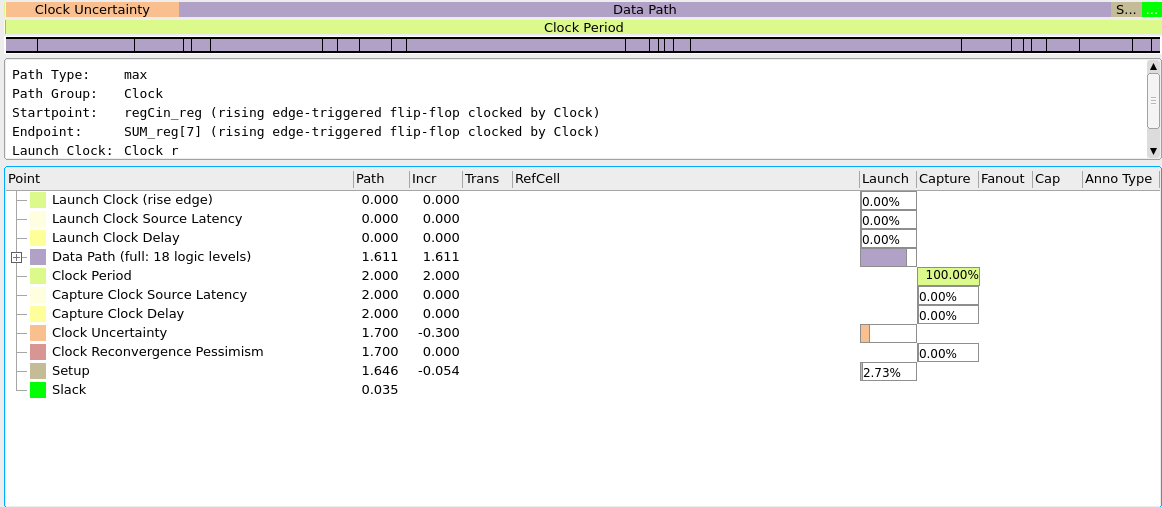 Clock Uncertainty Data Path S... ...
Clock Period
Path Type: max
Path Group: Clock
Startpoint: regCin_reg (rising edge-triggered flip-flop clocked by Clock)
Endpoint: SUM_reg[7] (rising edge-triggered flip-flop clocked by Clock)
Launch Clock: Clock r
Point Path Incr Trans RefCell Launch Capture Fanout Cap Anno Type
Launch Clock (rise edge) 0.000 0.000 0.00%
Launch Clock Source Latency 0.000 0.000 0.00%
Launch Clock Delay 0.000 0.000 0.00%
Data Path (full: 18 logic levels) 1.611 1.611
Clock Period 2.000 2.000 100.00%
Capture Clock Source Latency 2.000 0.000 0.00%
Capture Clock Delay 2.000 0.000 0.00%
Clock Uncertainty 1.700 -0.300
Clock Reconvergence Pessimism 1.700 0.000 0.00%
Setup 1.646 -0.054 2.73%
Slack 0.035